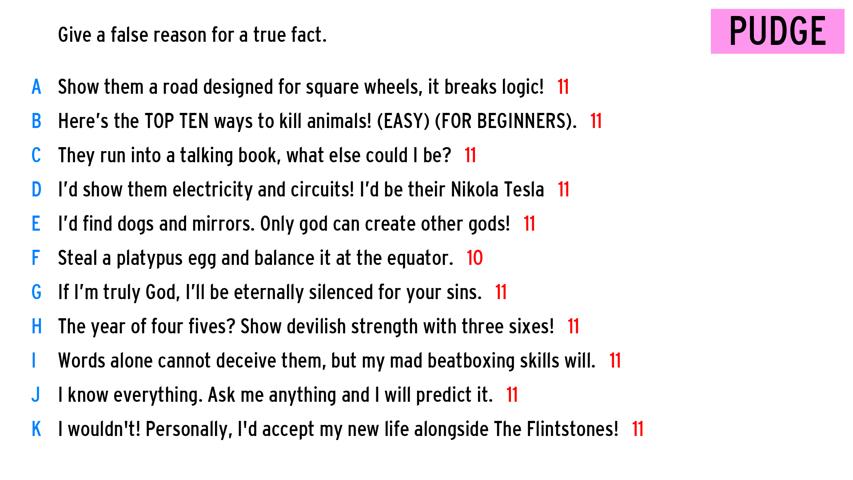 Give a false reason for a true fact.
PUDGE
A Show them a road designed for square wheels, it breaks logic! 11
B Here's the TOP TEN ways to kill animals! (EASY) (FOR BEGINNERS). 11
C They run into a talking book, what else could I be? 11
D I'd show them electricity and circuits! I'd be their Nikola Tesla 11
E I'd find dogs and mirrors. Only god can create other gods! 11
F Steal a platypus egg and balance it at the equator. 10
G If I'm truly God, I'll be eternally silenced for your sins. 11
H The year of four fives? Show devilish strength with three sixes! 11
I Words alone cannot deceive them, but my mad beatboxing skills will. 11
J I know everything. Ask me anything and I will predict it. 11
K I wouldn't! Personally, I'd accept my new life alongside The Flintstones! 11